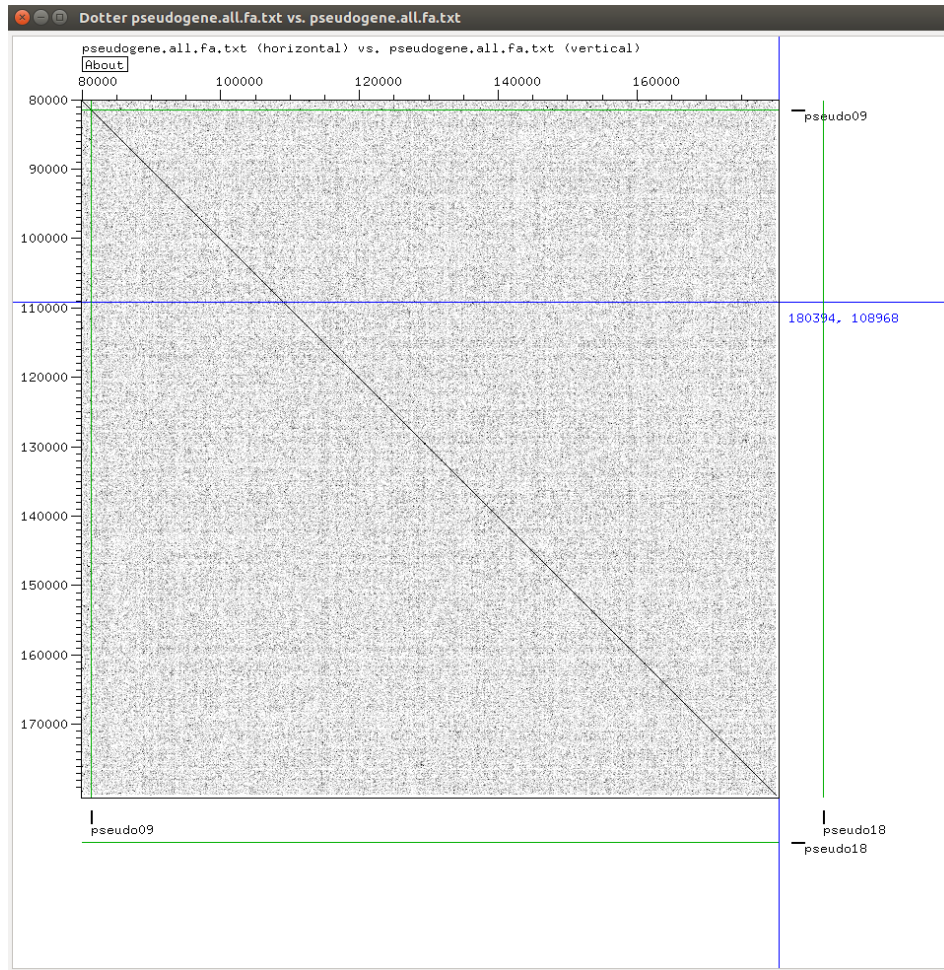 Dotter pseudogene.all.fa.txt vs. pseudogene.all.fa.txt
pseudogene.all.fa.txt (horizontal) vs. pseudogene.all.fa.txt (vertical)
About
80000 100000 120000 140000 160000
80000
pseudo09
90000
100000
110000
180394, 108968
120000
130000
140000
150000
160000
170000
pseudo09 pseudo18
pseudo18